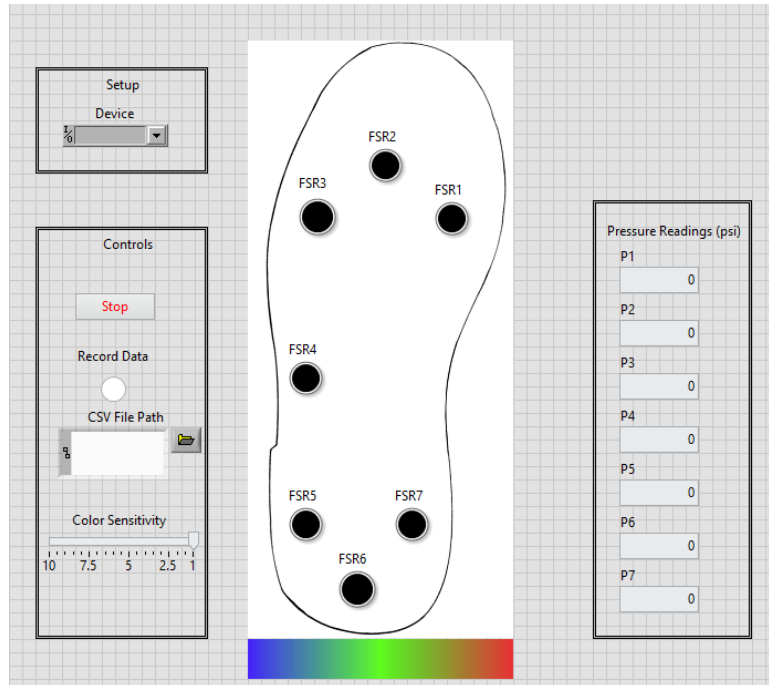 Setup
Device
I/O
Controls
Stop
Record Data
CSV File Path
Color Sensitivity
10 7.5 5 2.5 1
FSR2
FSR3
FSR1
FSR4
FSR5
FSR7
FSR6
Pressure Readings (psi)
P1
0
P2
0
P3
0
P4
0
P5
0
P6
0
P7
0